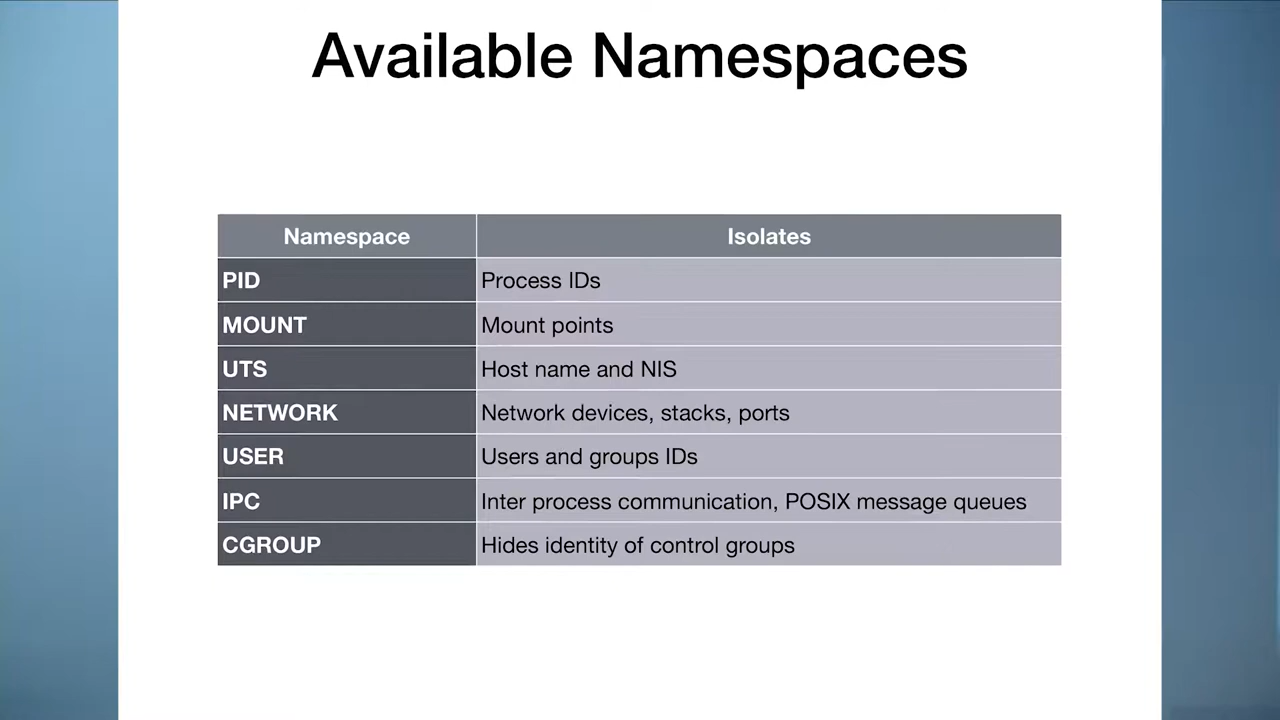 Available Namespaces
Namespace Isolates
PID Process IDs
MOUNT Mount points
UTS Host name and NIS
NETWORK Network devices, stacks, ports
USER Users and groups IDs
IPC Inter process communication, POSIX message queues
CGROUP Hides identity of control groups